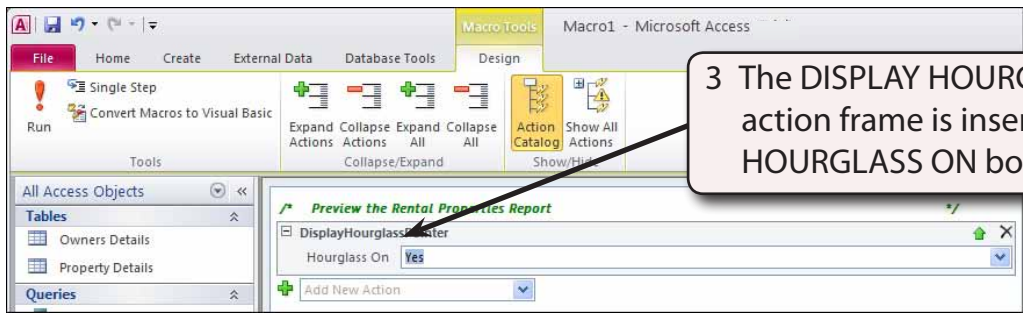 Macro Tools Macro1 - Microsoft Access
File Home Create External Data Database Tools Design
Single Step
Convert Macros to Visual Basic
Run
Expand Actions
Collapse Actions
Expand All
Collapse All
Action Catalog
Show All Actions
Tools Collapse/Expand Show/Hide
3 The DISPLAY
action frame is
HOURGLASS ON
All Access Objects
Tables
Owners Details
Property Details
Queries
/* Preview the Rental Properties Report */
DisplayHourglassPointer
Hourglass On Yes
Add New Action